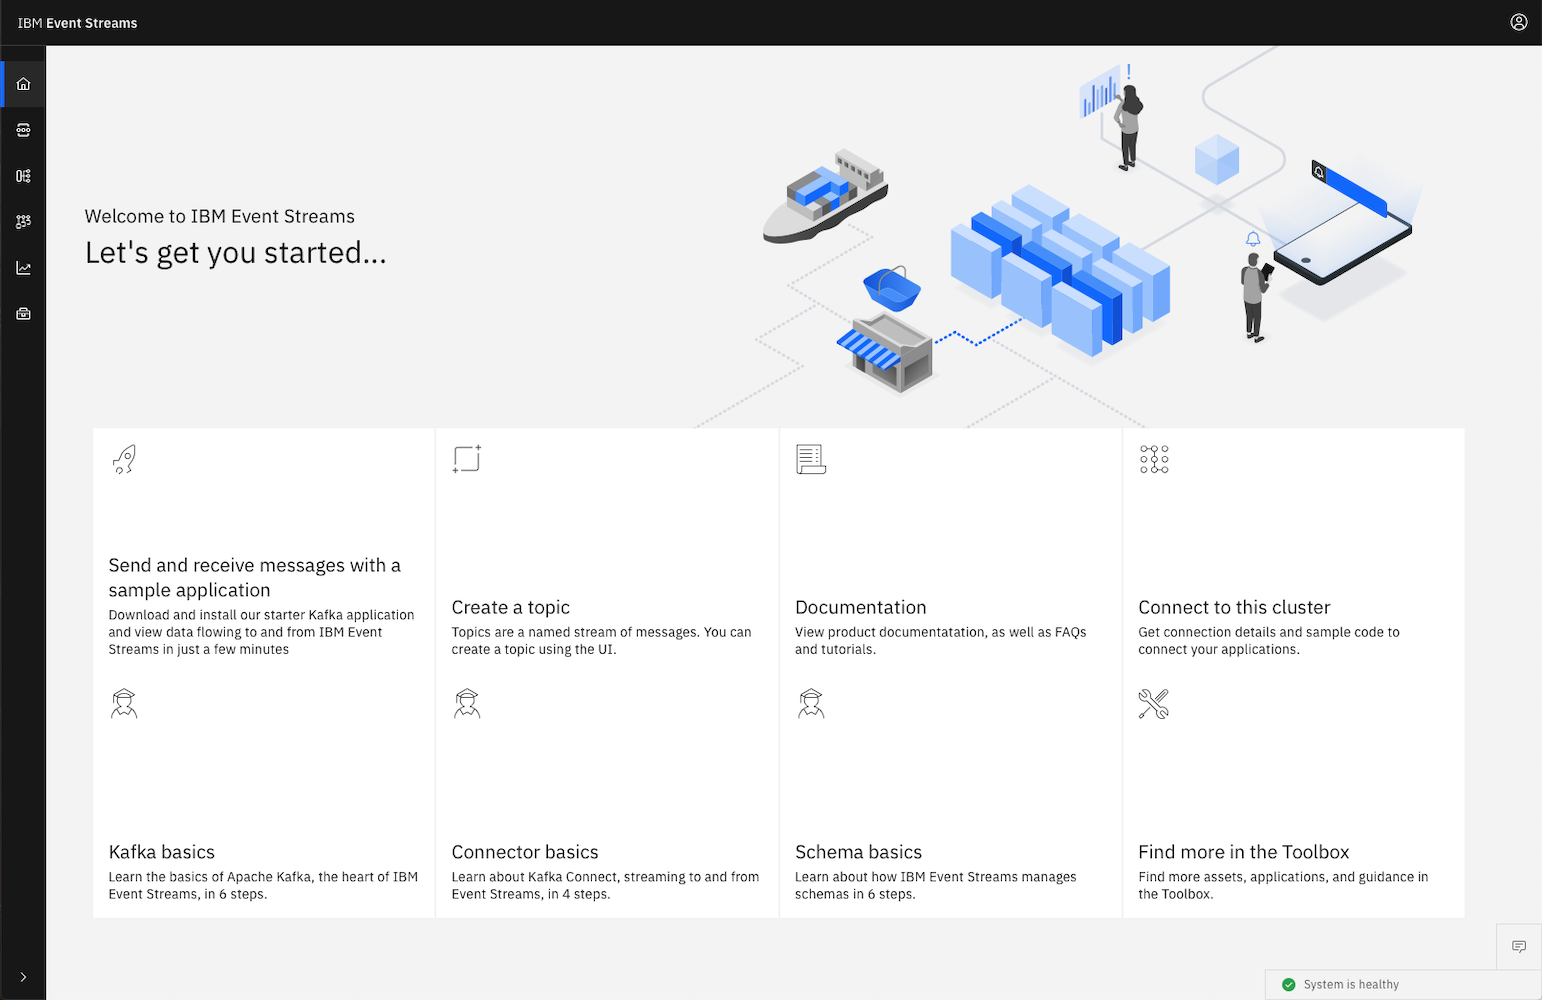 IBM Event Streams
Welcome to IBM Event Streams
Let's get you started...
Send and receive messages with a
sample application
Download and install our starter Kafka application
and view data flowing to and from IBM Event
Streams in just a few minutes
Create a topic
Topics are a named stream of messages. You can
create a topic using the UI.
Documentation
View product documentatation, as well as FAQs
and tutorials.
Connect to this cluster
Get connection details and sample code to
connect your applications.
Kafka basics
Learn the basics of Apache Kafka, the heart of IBM
Event Streams, in 6 steps.
Connector basics
Learn about Kafka Connect, streaming to and from
Event Streams, in 4 steps.
Schema basics
Learn about how IBM Event Streams manages
schemas in 6 steps.
Find more in the Toolbox
Find more assets, applications, and guidance in
the Toolbox.
System is healthy